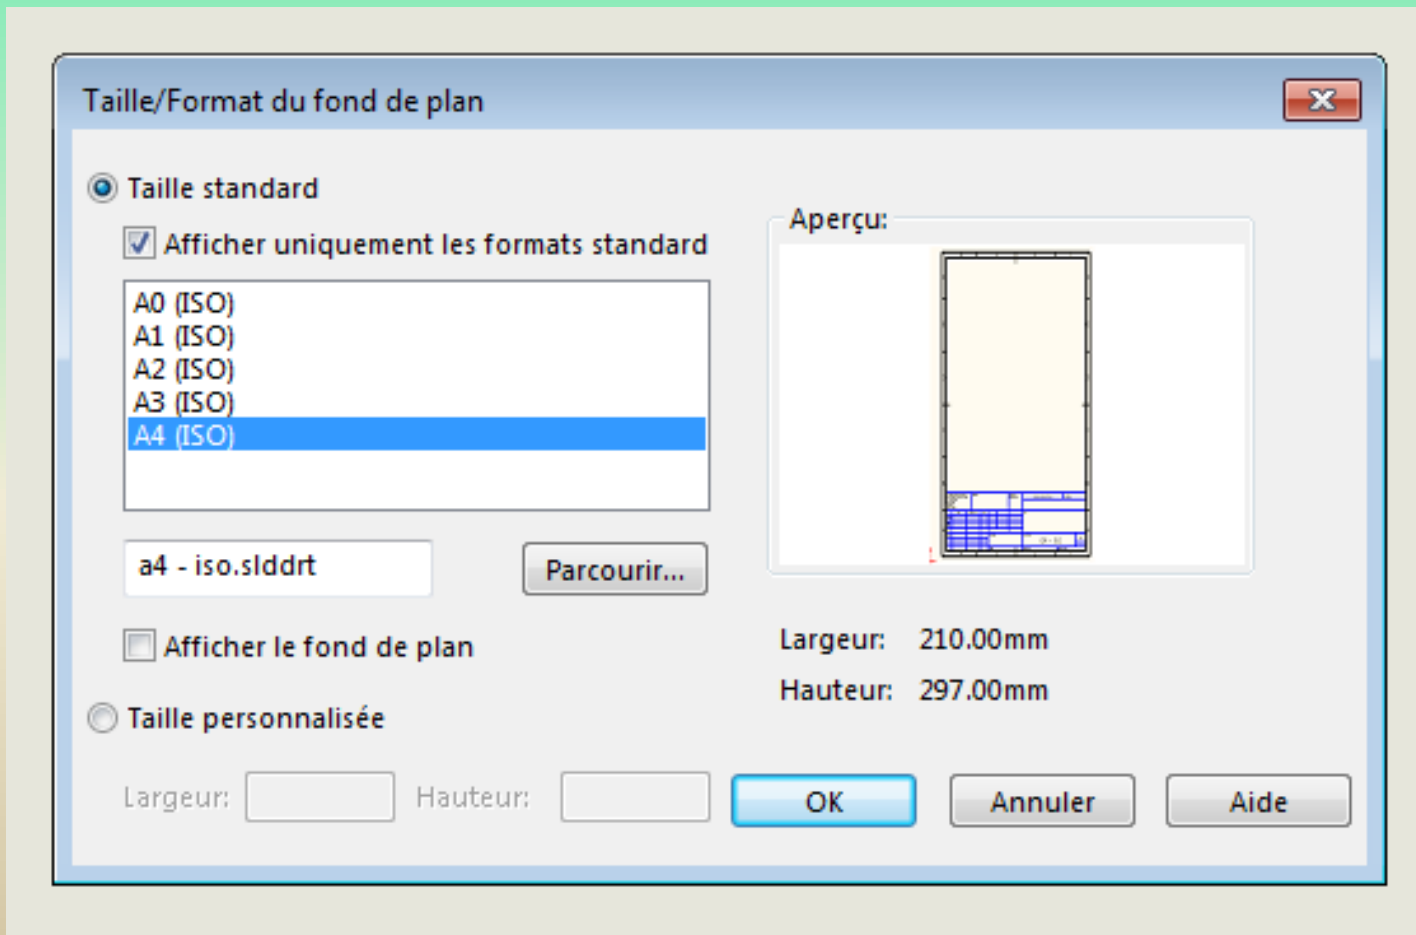 Taille/Format du fond de plan
Taille standard
Afficher uniquement les formats standard
A0 (ISO)
A1 (ISO)
A2 (ISO)
A3 (ISO)
A4 (ISO)
a4 - iso.slddrt
Parcourir...
Afficher le fond de plan
Taille personnalisée
Largeur:
Hauteur:
Aperçu:
Largeur: 210.00mm
Hauteur: 297.00mm
OK
Annuler
Aide